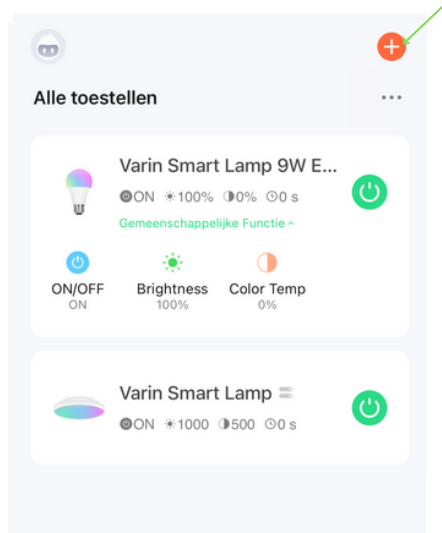 Alle toestellen
Varin Smart Lamp 9W E...
ON 100% 0% 0 s
Gemeenschappelijke Functie
ON/OFF Brightness Color Temp
ON 100% 0%
Varin Smart Lamp
ON 1000 500 0 s